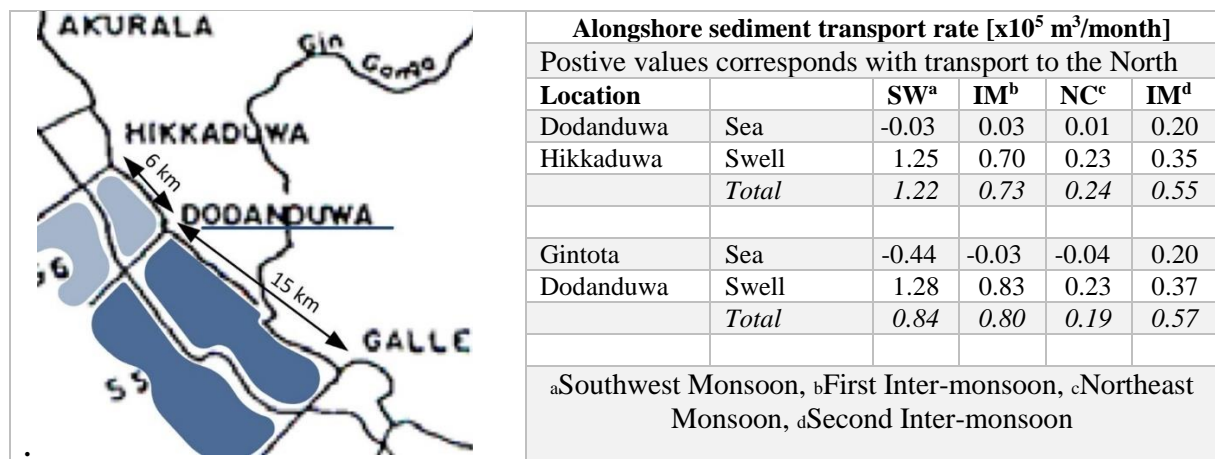 AKURALA
Gin
Ganga
HIKKADUWA
6 km
DODANDUWA
15 km
GALLE
SS
.
Alongshore sediment transport rate [x10⁵ m³/month]
Postive values corresponds with transport to the North
Location SWᵃ IMᵇ NCᶜ IMᵈ
Dodanduwa Sea -0.03 0.03 0.01 0.20
Hikkaduwa Swell 1.25 0.70 0.23 0.35
Total 1.22 0.73 0.24 0.55
Gintota Sea -0.44 -0.03 -0.04 0.20
Dodanduwa Swell 1.28 0.83 0.23 0.37
Total 0.84 0.80 0.19 0.57
ₐSouthwest Monsoon, bFirst Inter-monsoon, cNortheast
Monsoon, dSecond Inter-monsoon